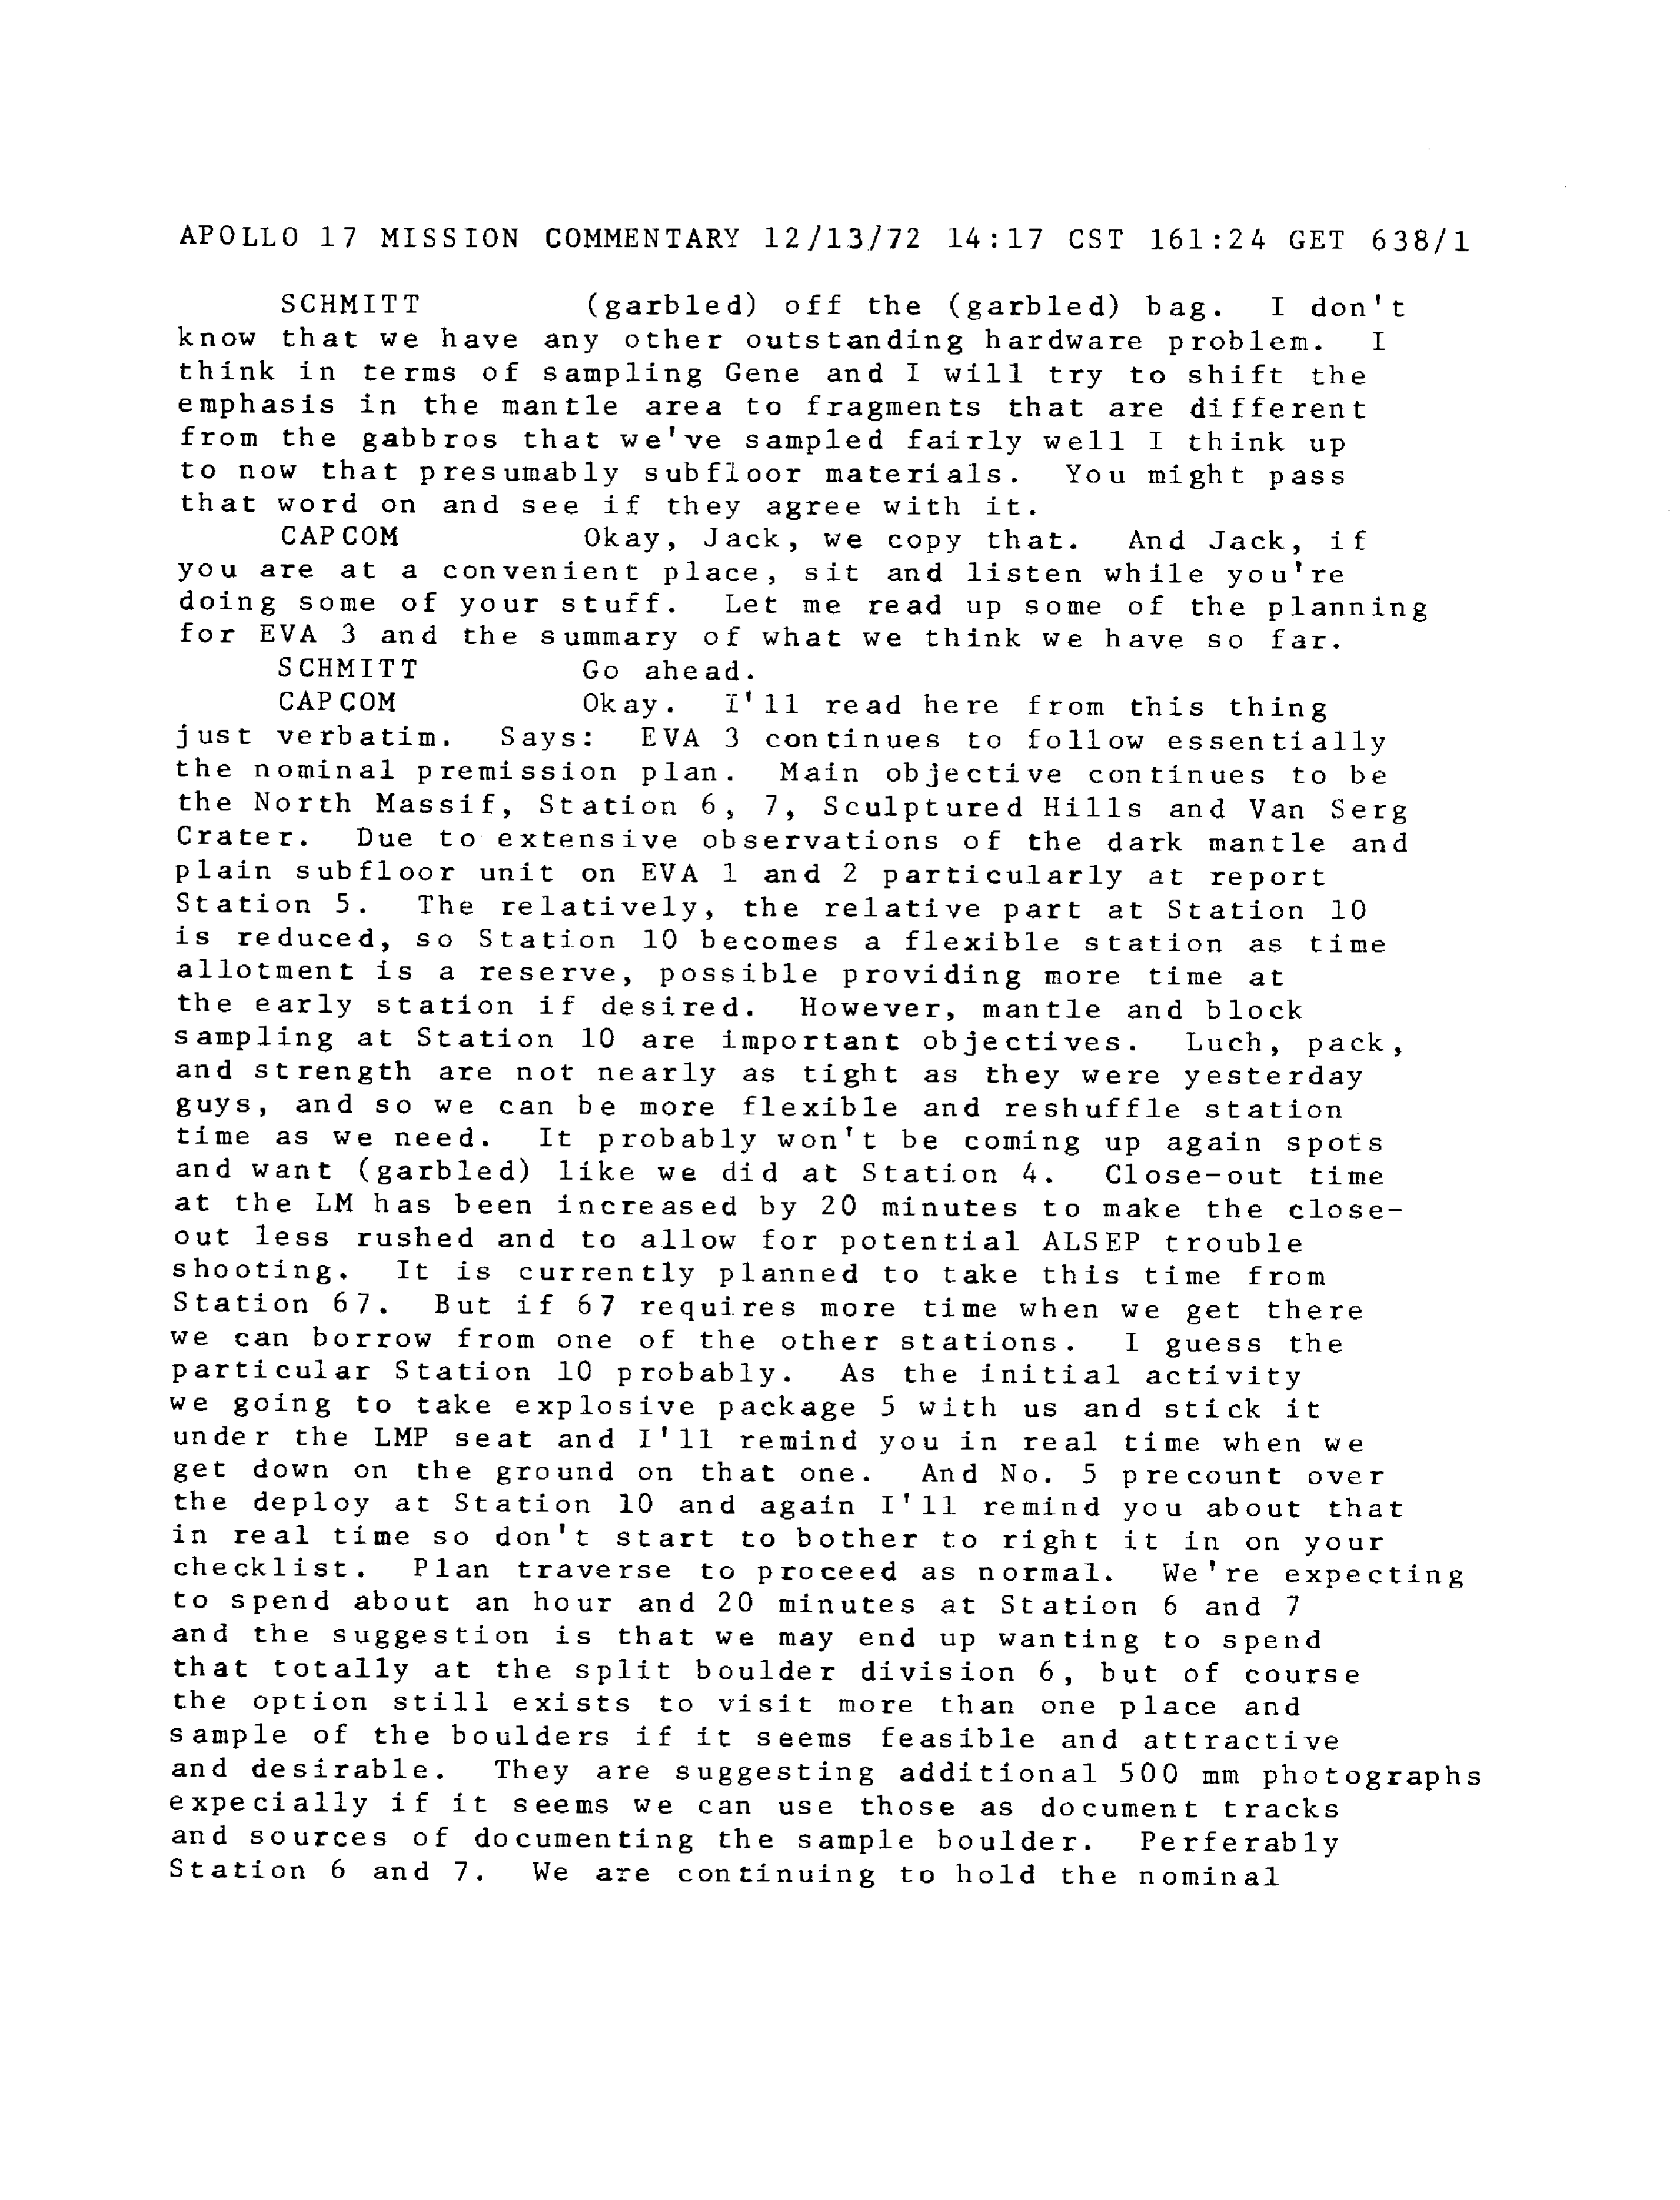 APOLLO 17 MISSION COMMENTARY 12/13/72 14:17 CST 161:24 GET 638/1
SCHMITT (garbled) off the (garbled) bag. I don't
know that we have any other outstanding hardware problem. I
think in terms of sampling Gene and I will try to shift the
emphasis in the mantle area to fragments that are different
from the gabbros that we've sampled fairly well I think up
to now that presumably subfloor materials. You might pass
that word on and see if they agree with it.
CAPCOM Okay, Jack, we copy that. And Jack, if
you are at a convenient place, sit and listen while you're
doing some of your stuff. Let me read up some of the planning
for EVA 3 and the summary of what we think we have so far.
SCHMITT Go ahead.
CAPCOM Okay. I'll read here from this thing
just verbatim. Says: EVA 3 continues to follow essentially
the nominal premission plan. Main objective continues to be
the North Massif, Station 6, 7, Sculptured Hills and Van Serg
Crater. Due to extensive observations of the dark mantle and
plain subfloor unit on EVA 1 and 2 particularly at report
Station 5. The relatively, the relative part at Station 10
is reduced, so Station 10 becomes a flexible station as time
allotment is a reserve, possible providing more time at
the early station if desired. However, mantle and block
sampling at Station 10 are important objectives. Luch, pack,
and strength are not nearly as tight as they were yesterday
guys, and so we can be more flexible and reshuffle station
time as we need. It probably won't be coming up again spots
and want (garbled) like we did at Station 4. Close-out time
at the LM has been increased by 20 minutes to make the close-
out less rushed and to allow for potential ALSEP trouble
shooting. It is currently planned to take this time from
Station 67. But if 67 requires more time when we get there
we can borrow from one of the other stations. I guess the
particular Station 10 probably. As the initial activity
we going to take explosive package 5 with us and stick it
under the LMP seat and I'll remind you in real time when we
get down on the ground on that one. And No. 5 precount over
the deploy at Station 10 and again I'll remind you about that
in real time so don't start to bother to right it in on your
checklist. Plan traverse to proceed as normal. We're expecting
to spend about an hour and 20 minutes at Station 6 and 7
and the suggestion is that we may end up wanting to spend
that totally at the split boulder division 6, but of course
the option still exists to visit more than one place and
sample of the boulders if it seems feasible and attractive
and desirable. They are suggesting additional 500 mm photographs
expecially if it seems we can use those as document tracks
and sources of documenting the sample boulder. Perferably
Station 6 and 7. We are continuing to hold the nominal